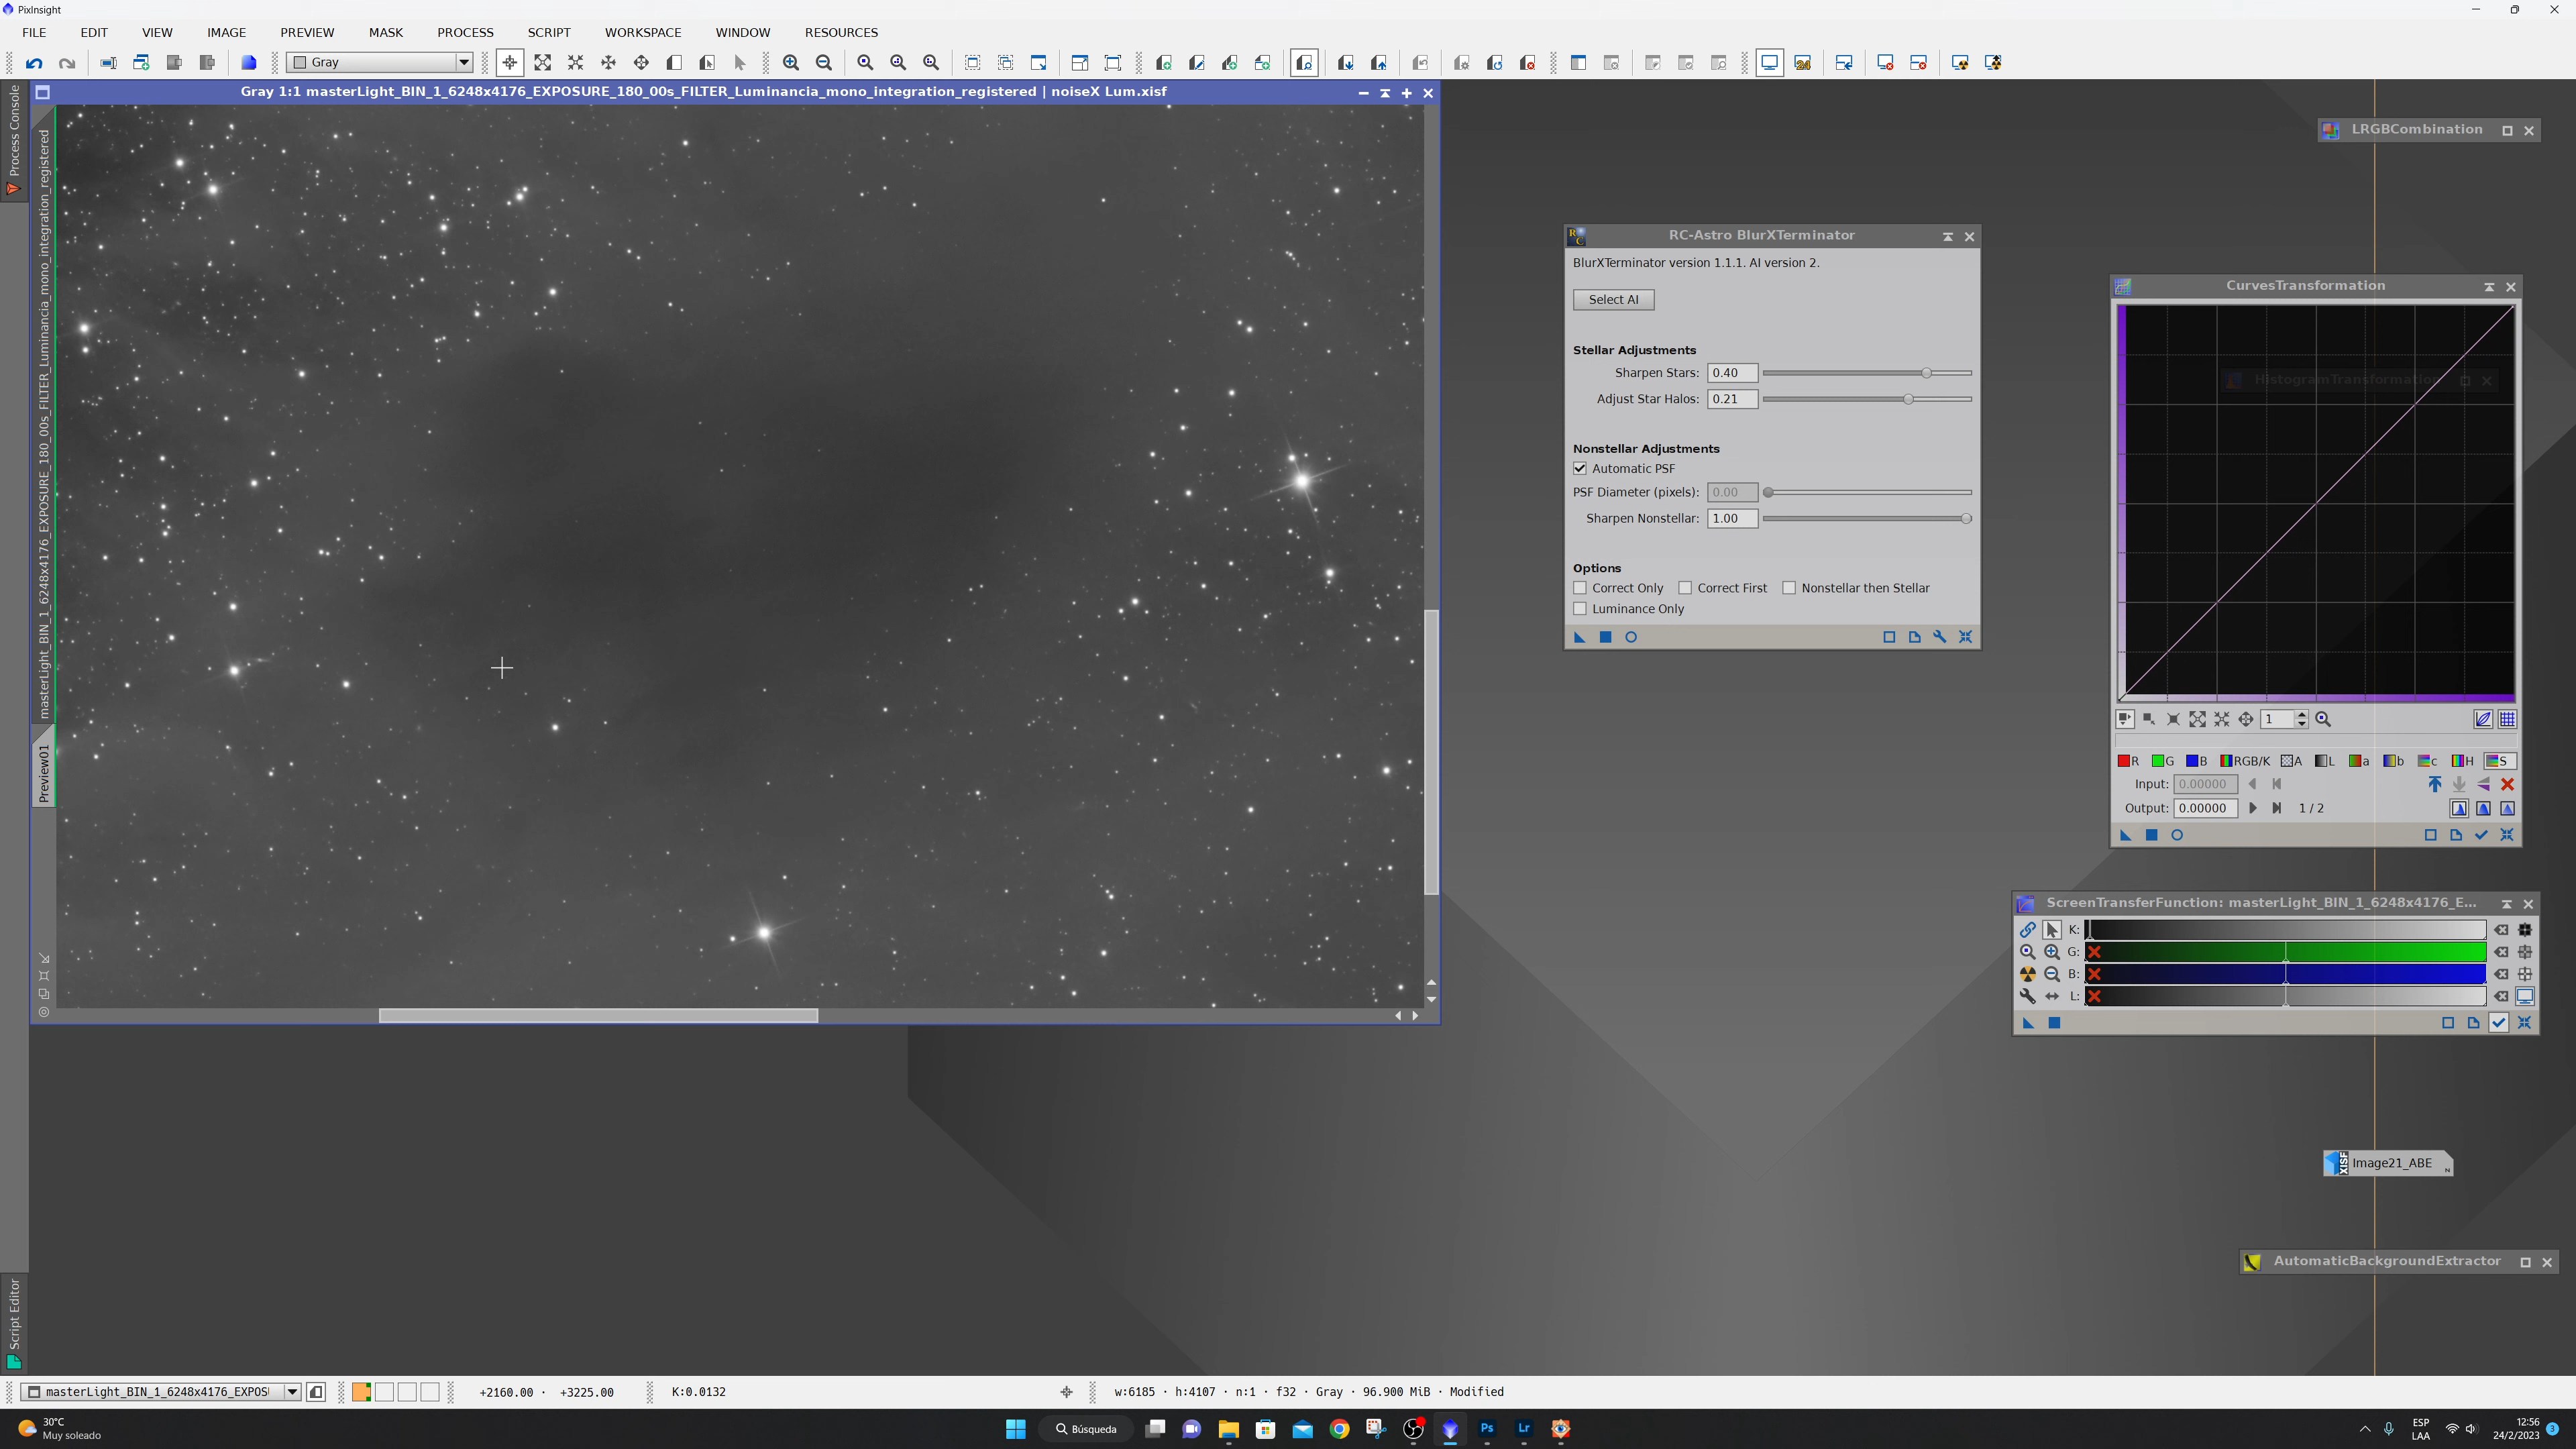 PixInsight
FILE EDIT VIEW IMAGE PREVIEW MASK PROCESS SCRIPT WORKSPACE WINDOW RESOURCES
Gray
24
Process Console
Gray 1:1 masterLight_BIN_1_6248x4176_EXPOSURE_180_00s_FILTER_Luminancia_mono_integration_registered | noiseX Lum.xisf
masterLight_BIN_1_6248x4176_EXPOSURE_180_00s_FILTER_Luminancia_mono_integration_registered
Preview01
LRGBCombination
RC-Astro BlurXTerminator
BlurXTerminator version 1.1.1. AI version 2.
Select AI
Stellar Adjustments
Sharpen Stars: 0.40
Adjust Star Halos: 0.21
Nonstellar Adjustments
Automatic PSF
PSF Diameter (pixels): 0.00
Sharpen Nonstellar: 1.00
Options
Correct Only Correct First Nonstellar then Stellar
Luminance Only
CurvesTransformation
HistogramTransformation
1
R G B RGB/K A L a b c H S
Input: 0.00000
Output: 0.00000 1 / 2
ScreenTransferFunction: masterLight_BIN_1_6248x4176_E...
K:
G:
B:
L:
XISF Image21_ABE N
AutomaticBackgroundExtractor
Script Editor
masterLight_BIN_1_6248x4176_EXPOS +2160.00 · +3225.00 K:0.0132 w:6185 · h:4107 · n:1 · f32 · Gray · 96.900 MiB · Modified
30°C
Muy soleado
Búsqueda
Ps
Lr
ESP
LAA
12:56
24/2/2023
3